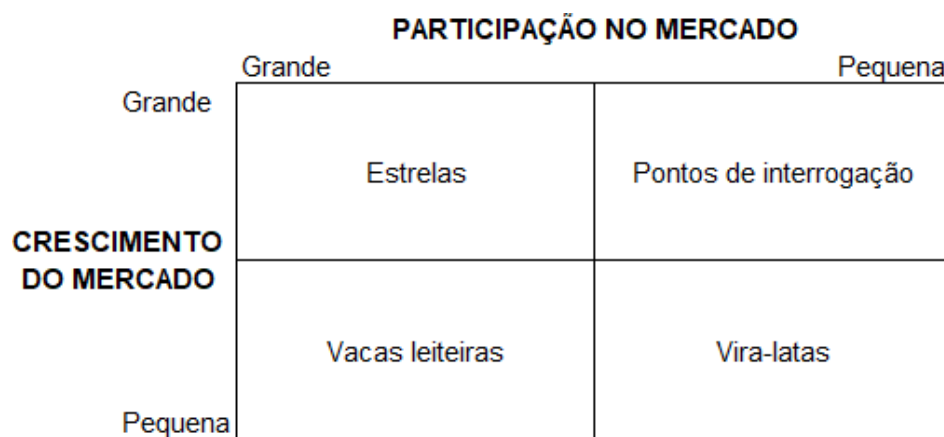 PARTICIPAÇÃO NO MERCADO
Grande Pequena
Grande
Estrelas Pontos de interrogação
CRESCIMENTO
DO MERCADO
Vacas leiteiras Vira-latas
Pequena